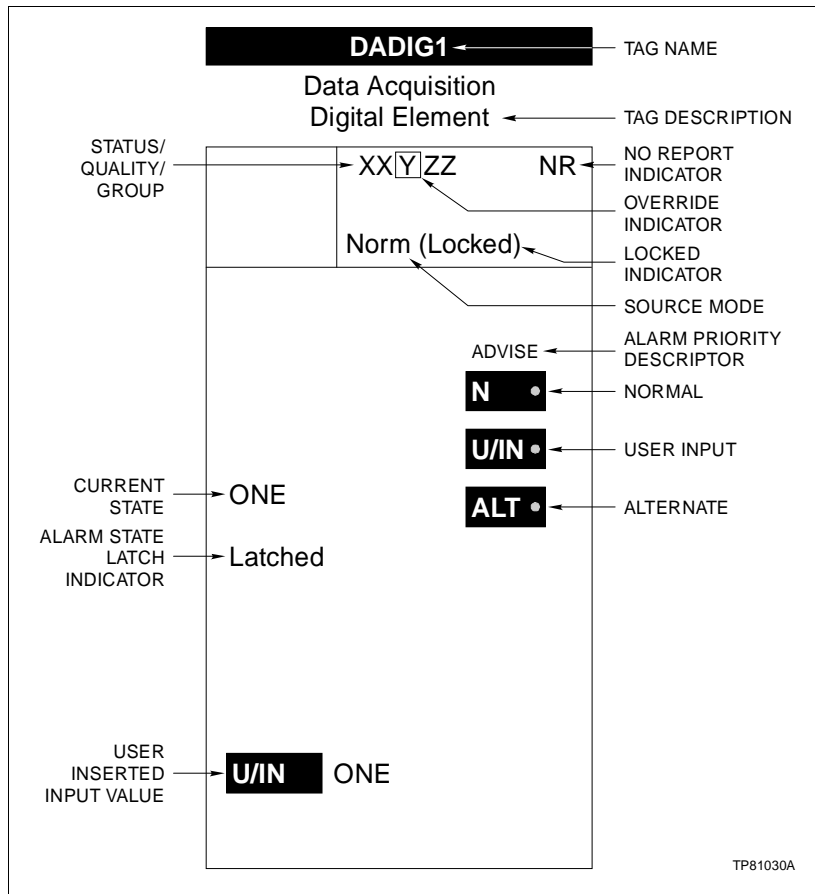 DADIG1
TAG NAME
Data Acquisition
Digital Element
TAG DESCRIPTION
STATUS/
QUALITY/
GROUP
XX Y ZZ
NR
NO REPORT
INDICATOR
OVERRIDE
INDICATOR
Norm (Locked)
LOCKED
INDICATOR
SOURCE MODE
ADVISE
ALARM PRIORITY
DESCRIPTOR
N
NORMAL
U/IN
USER INPUT
CURRENT
STATE
ONE
ALT
ALTERNATE
ALARM STATE
LATCH
INDICATOR
Latched
USER
INSERTED
INPUT VALUE
U/IN
ONE
TP81030A